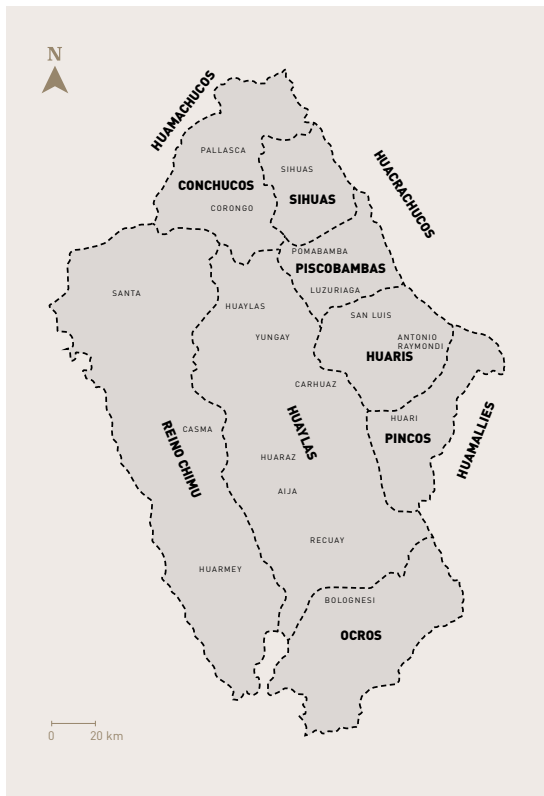 N
HUAMACHUCOS
PALLASCA
HUACRACHUCOS
SIHUAS
CONCHUCOS
SIHUAS
CORONGO
POMABAMBA
PISCOBAMBAS
SANTA
LUZURIAGA
HUAYLAS
SAN LUIS
YUNGAY
ANTONIO
RAYMONDI
HUARIS
CARHUAZ
HUARI
CASMA
HUAYLAS
PINCOS
HUAMALLIES
REINO CHIMU
HUARAZ
AIJA
RECUAY
HUARMEY
BOLOGNESI
OCROS
0 20 km